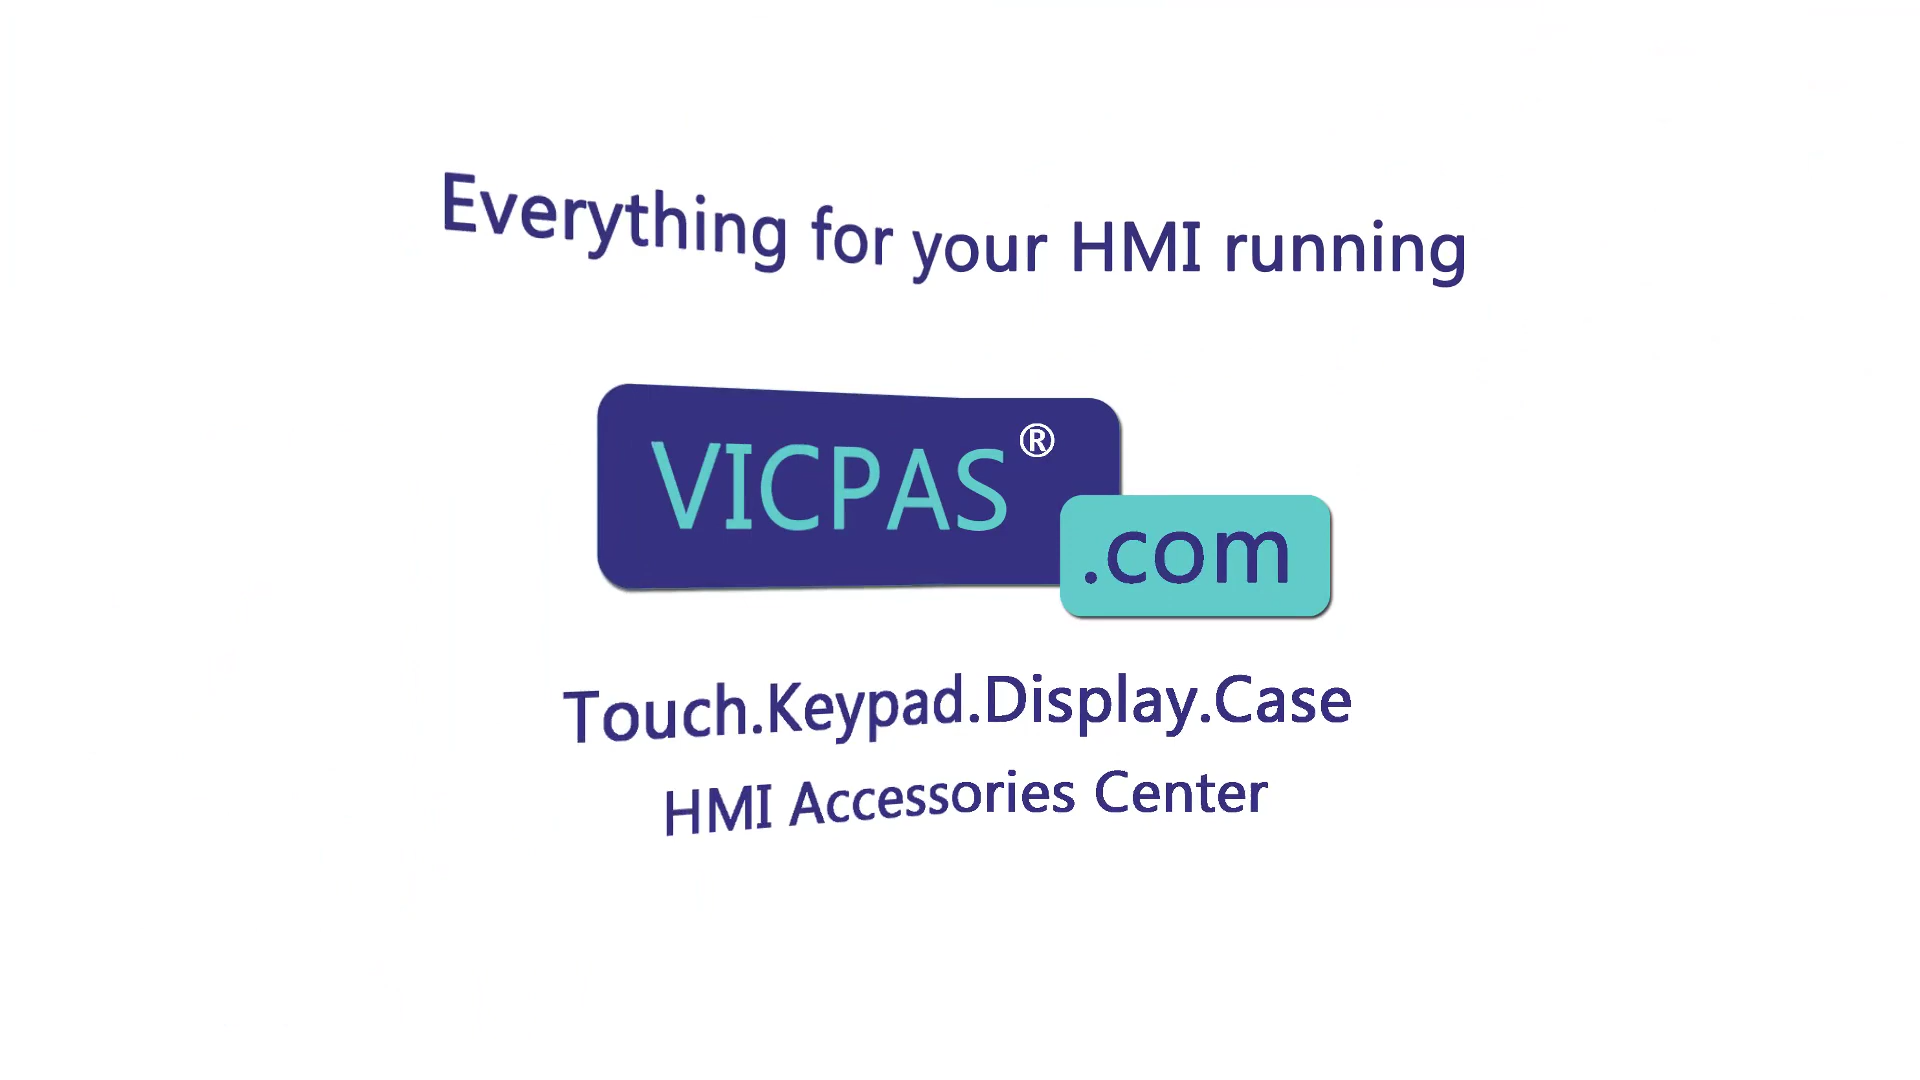 Everything for your HMI running
VICPAS®
.com
Touch.Keypad.Display.Case
HMI Accessories Center